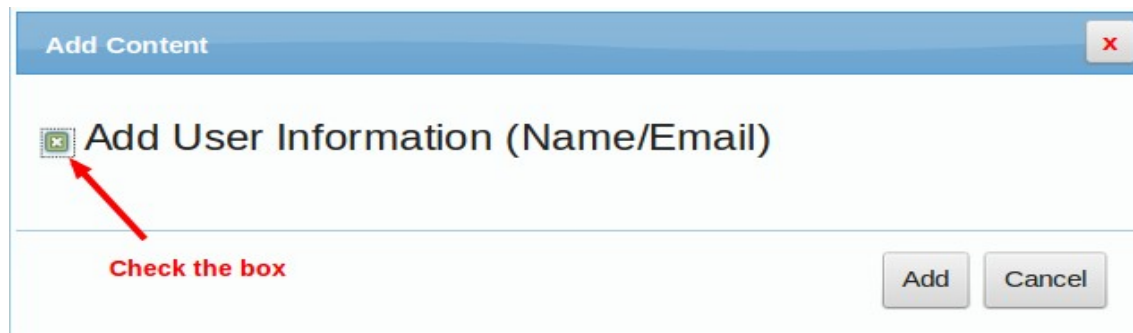 Add Content
x
Add User Information (Name/Email)
Check the box
Add
Cancel